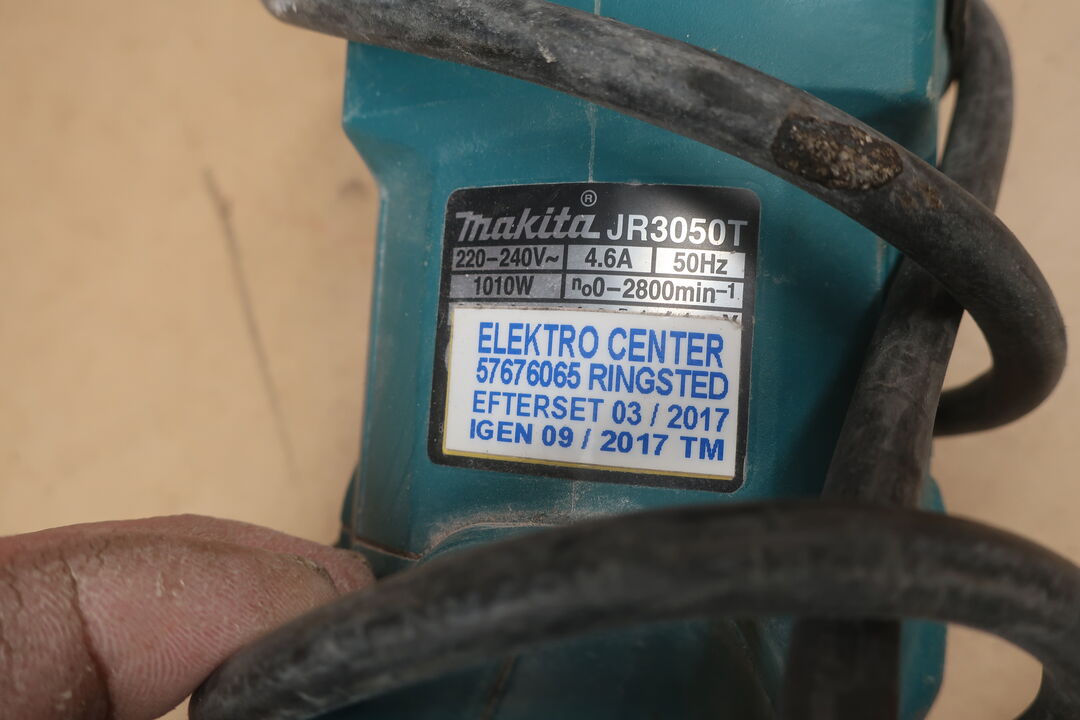 makita® JR3050T
220-240V~ 4.6A 50Hz
1010W no0-2800min-1
ELEKTRO CENTER
57676065 RINGSTED
EFTERSET 03 / 2017
IGEN 09 / 2017 TM